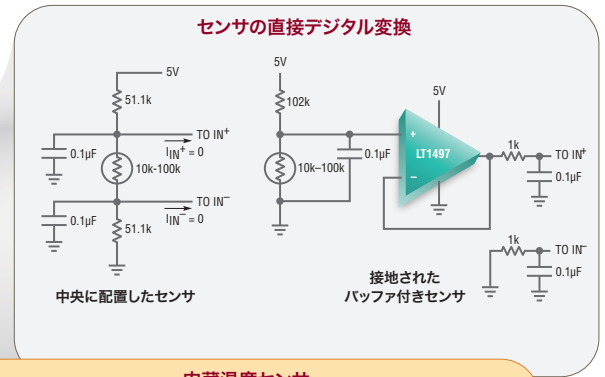 センサの直接デジタル変換
5V
51.1k
TO IN+
IIN+ = 0
0.1µF
10k-100k
TO IN−
IIN− = 0
0.1µF
51.1k
中央に配置したセンサ
5V
102k
5V
10k–100k
0.1µF
+
LT1497
−
1k
TO IN+
0.1µF
1k
TO IN−
0.1µF
接地された
バッファ付きセンサ